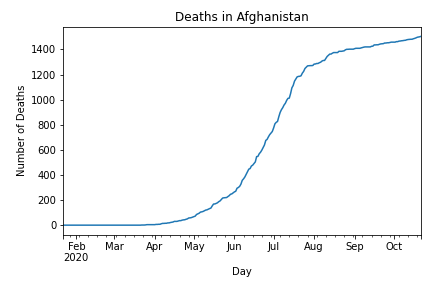 Deaths in Afghanistan
Number of Deaths
1400
1200
1000
800
600
400
200
0
Feb Mar Apr May Jun Jul Aug Sep Oct
2020
Day